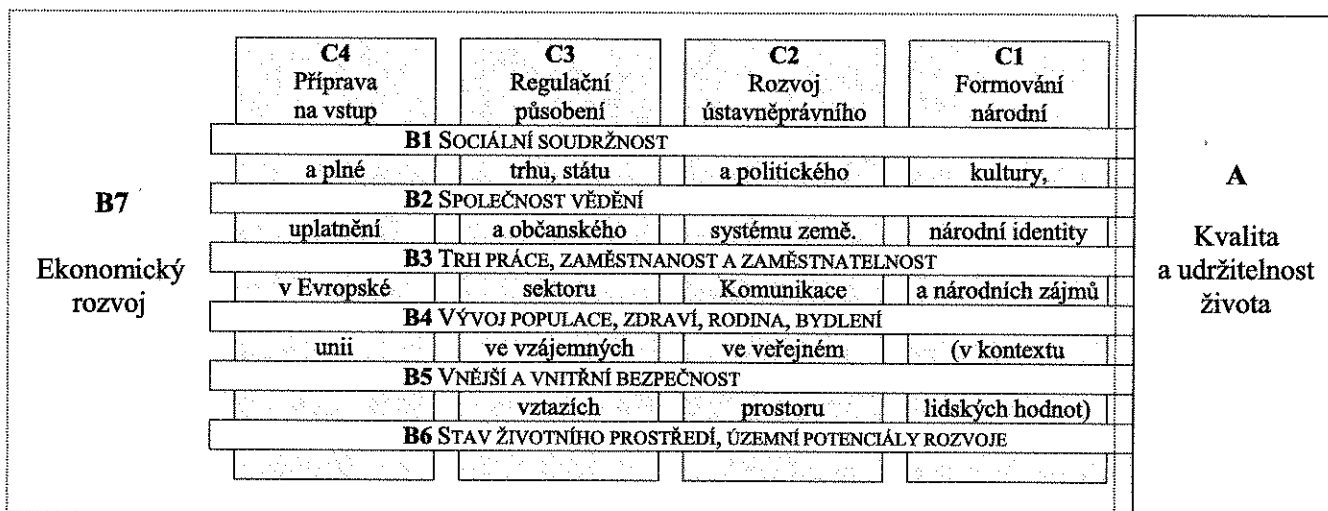 C4 C3 C2 C1
Příprava Regulační Rozvoj Formování
na vstup působení ústavněprávního národní
B1 SOCIÁLNÍ SOUDRŽNOST
a plné trhu, státu a politického kultury,
B2 SPOLEČNOST VĚDĚNÍ
uplatnění a občanského systému země. národní identity
B3 TRH PRÁCE, ZAMĚSTNANOST A ZAMĚSTNATELNOST
v Evropské sektoru Komunikace a národních zájmů
B4 VÝVOJ POPULACE, ZDRAVÍ, RODINA, BYDLENÍ
unii ve vzájemných ve veřejném (v kontextu
B5 VNĚJŠÍ A VNITŘNÍ BEZPEČNOST
vztazích prostoru lidských hodnot)
B6 STAV ŽIVOTNÍHO PROSTŘEDÍ, ÚZEMNÍ POTENCIÁLY ROZVOJE
B7
Ekonomický
rozvoj
A
Kvalita
a udržitelnost
života